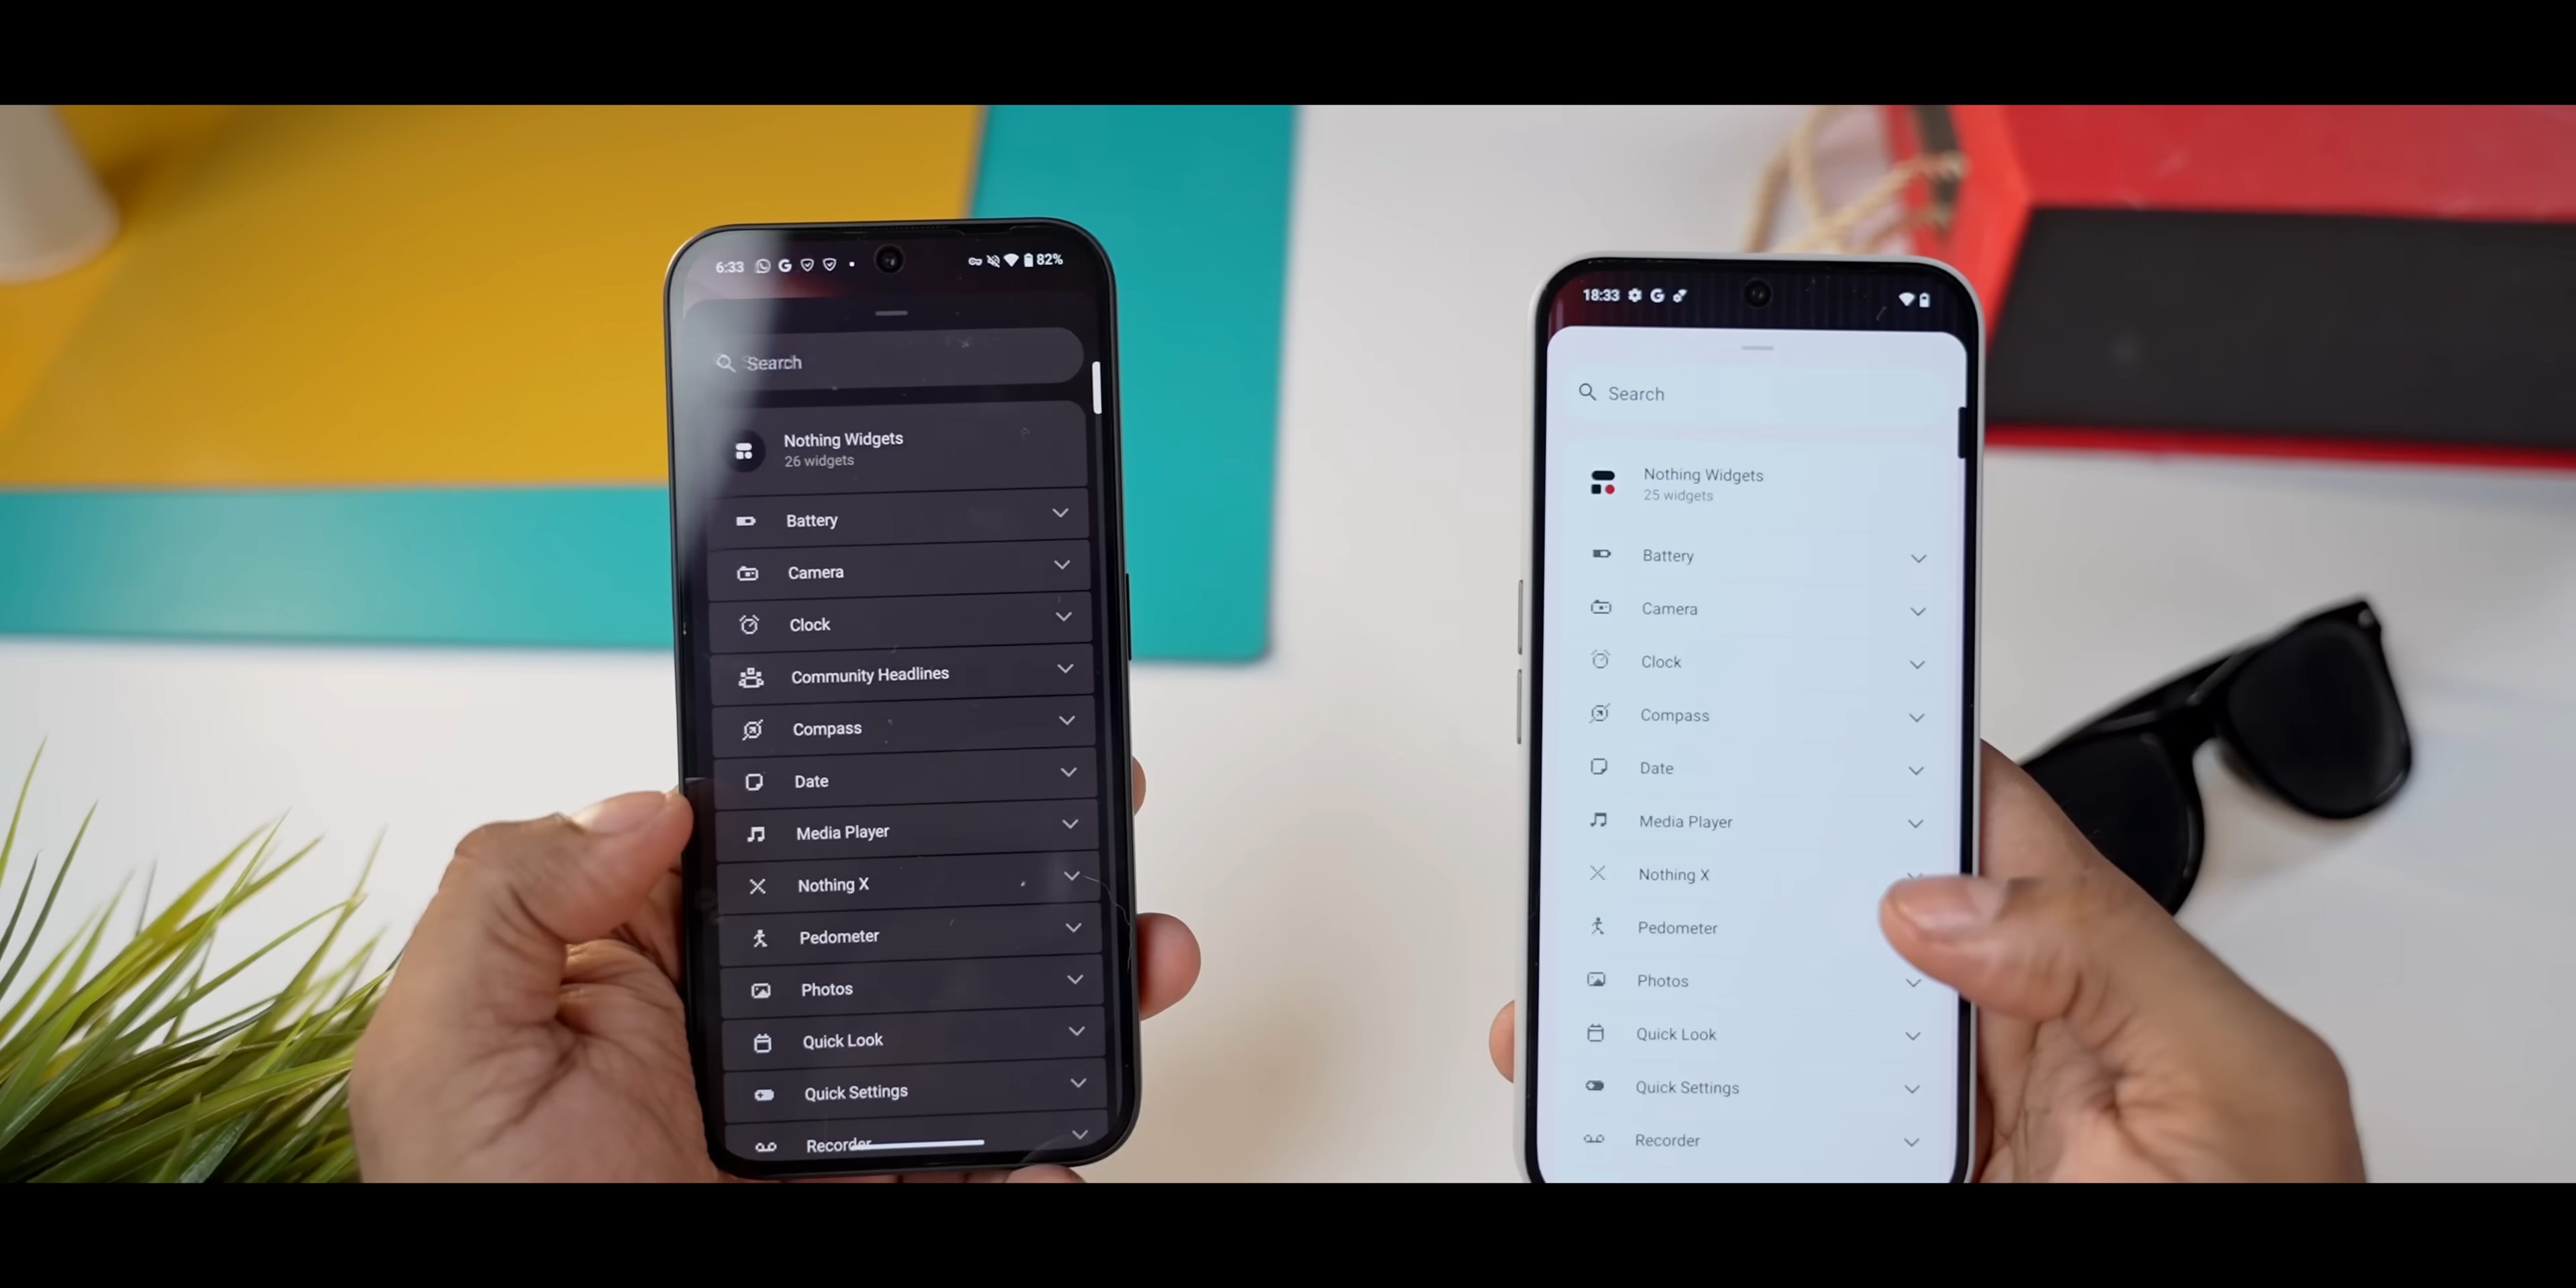 6:33
82%
Search
Nothing Widgets
26 widgets
Battery
Camera
Clock
Community Headlines
Compass
Date
Media Player
Nothing X
Pedometer
Photos
Quick Look
Quick Settings
Recorder
18:33
Search
Nothing Widgets
25 widgets
Battery
Camera
Clock
Compass
Date
Media Player
Nothing X
Pedometer
Photos
Quick Look
Quick Settings
Recorder